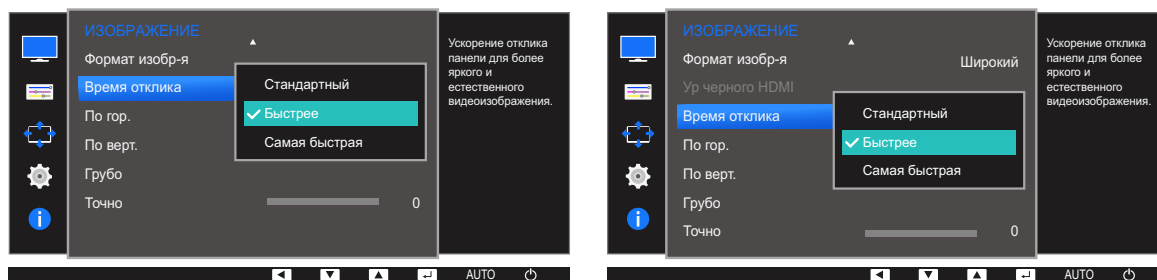 ИЗОБРАЖЕНИЕ
Формат изобр-я
Время отклика
По гор.
По верт.
Грубо
Точно
0
Стандартный
Быстрее
Самая быстрая
Ускорение отклика
панели для более
яркого и
естественного
видеоизображения.
AUTO
ИЗОБРАЖЕНИЕ
Формат изобр-я
Широкий
Ур черного HDMI
Время отклика
По гор.
По верт.
Грубо
Точно
0
Стандартный
Быстрее
Самая быстрая
Ускорение отклика
панели для более
яркого и
естественного
видеоизображения.
AUTO